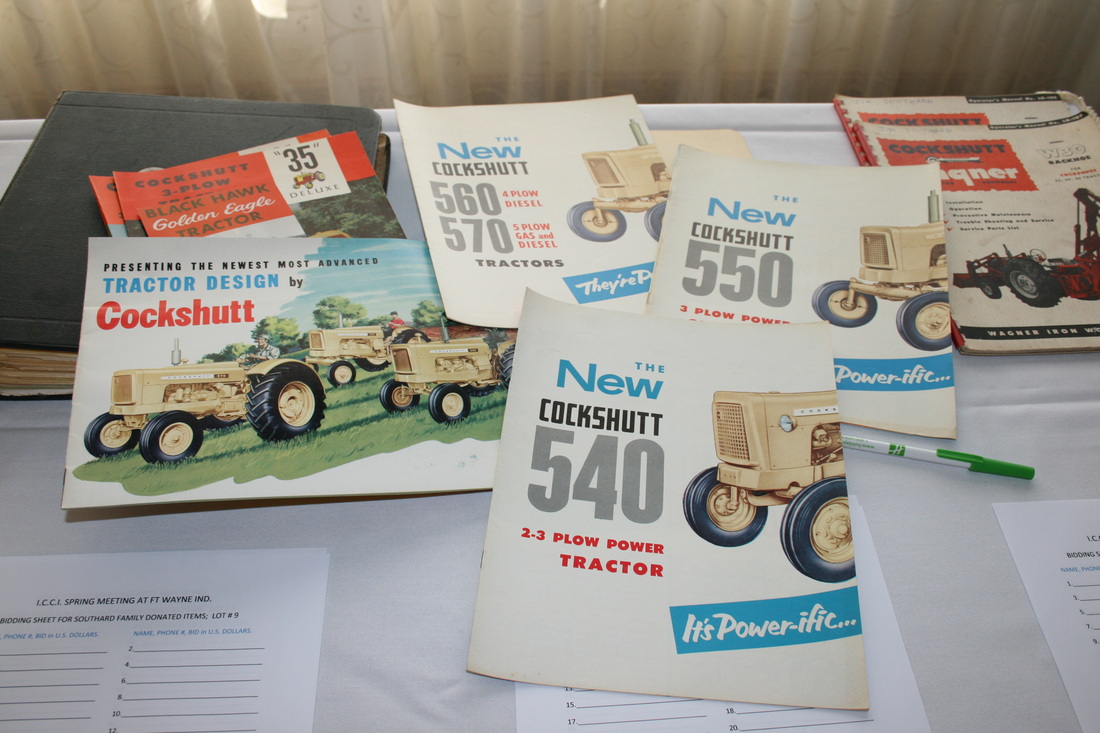 COCKSHUTT
3-PLOW
BLACK HAWK
Golden Eagle
TRACTOR
"35"
DELUXE
PRESENTING THE NEWEST MOST ADVANCED
TRACTOR DESIGN by
Cockshutt
THE
New
COCKSHUTT
560 4 PLOW DIESEL
570 5 PLOW GAS and DIESEL
TRACTORS
They're
THE
New
COCKSHUTT
550
3 PLOW POWER
Power-ific...
THE
New
COCKSHUTT
540
2-3 PLOW POWER
TRACTOR
It's Power-ific...
COCKSHUTT
COCKSHUTT
W80
BACKHOE
Installation
Operation
Preventive Maintenance
Trouble Shooting and Service
Service Parts List
WAGNER IRON
I.C.C.I. SPRING MEETING AT FT WAYNE IND.
BIDDING SHEET FOR SOUTHARD FAMILY DONATED ITEMS; LOT # 9
PHONE #, BID in U.S. DOLLARS. NAME, PHONE #, BID in U.S. DOLLARS.
2.
4.
6.
8.
10.
12.
13.
15.
17.
18.
20.
I.C.
BIDDING S
NAME, PHONE
1.
3.
5.
7.
9.